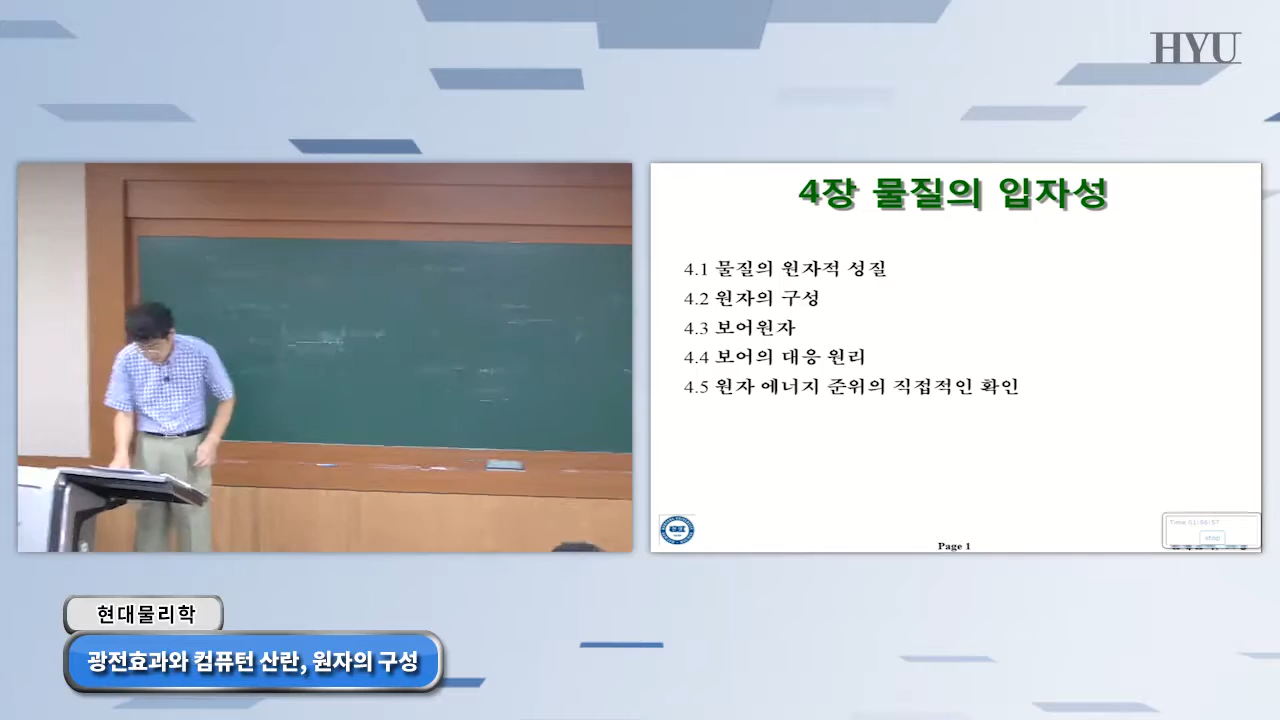 HYU
4장 물질의 입자성
4.1 물질의 원자적 성질
4.2 원자의 구성
4.3 보어원자
4.4 보어의 대응 원리
4.5 원자 에너지 준위의 직접적인 확인
Page 1
현대물리학
광전효과와 컴퓨턴 산란, 원자의 구성